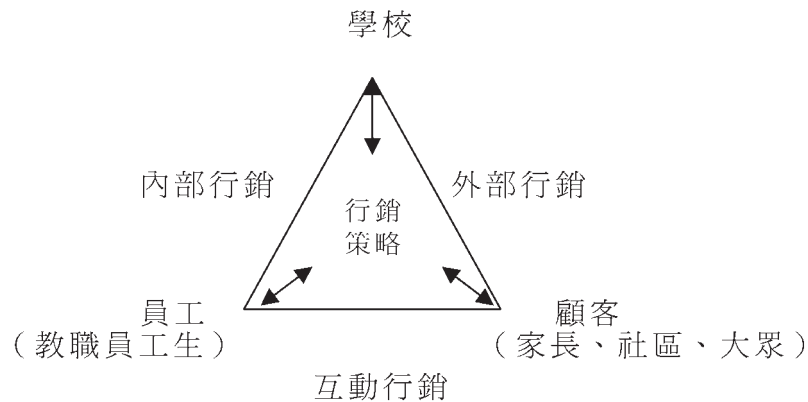 學校
內部行銷
外部行銷
行銷
策略
員工
(教職員工生)
顧客
(家長、社區、大眾)
互動行銷